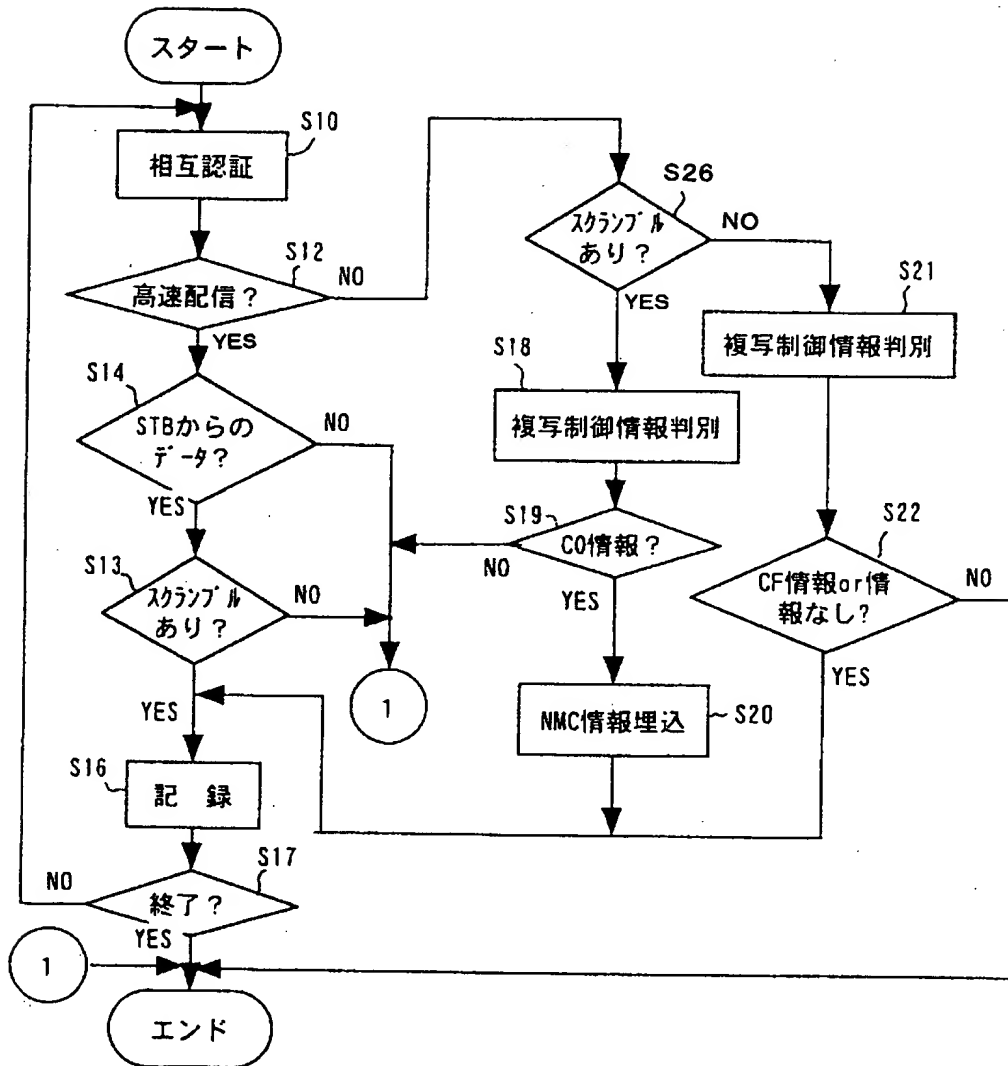 スタート
S10
相互認証
S12
高速配信?
NO
YES
S14
STBからの
データ?
NO
YES
S13
スクランブル
あり?
NO
YES
1
S16
記 録
S17
NO
終了?
YES
1
エンド
S26
スクランブル
あり?
NO
YES
S18
複写制御情報判別
S19
CO情報?
NO
YES
NMC情報埋込
S20
S21
複写制御情報判別
S22
CF情報or情
報なし?
NO
YES